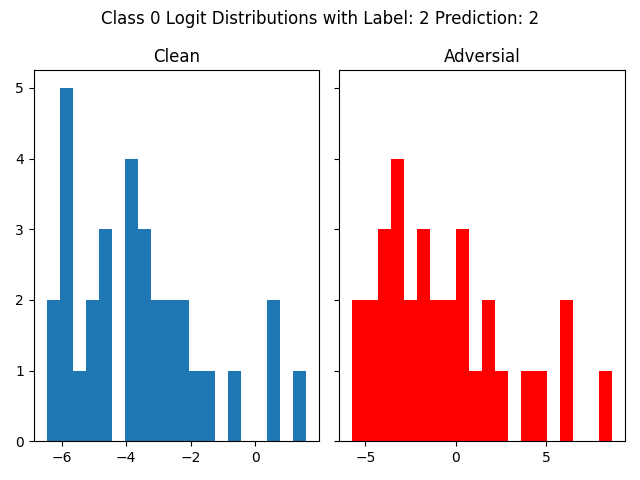 Class 0 Logit Distributions with Label: 2 Prediction: 2
Clean
Adversial
5
4
3
2
1
0
−6 −4 −2 0
−5 0 5